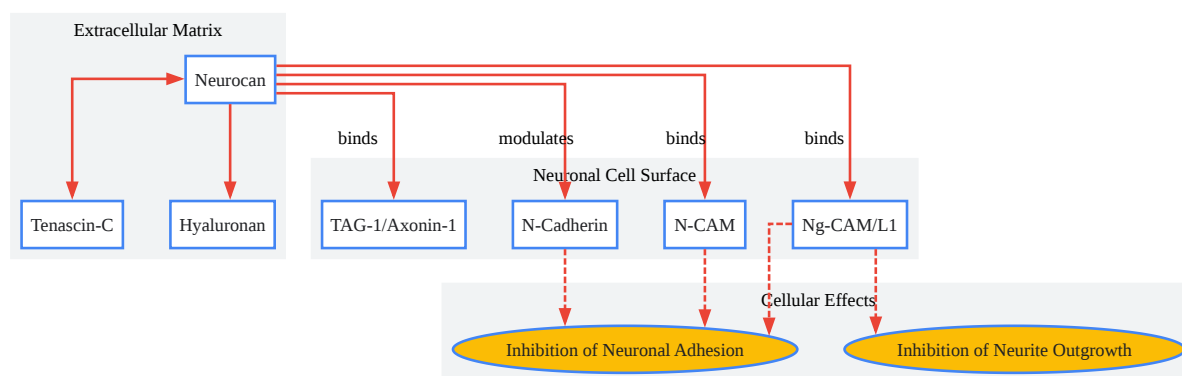 Extracellular Matrix
Neurocan
binds
modulates
binds
binds
Neuronal Cell Surface
Tenascin-C
Hyaluronan
TAG-1/Axonin-1
N-Cadherin
N-CAM
Ng-CAM/L1
Cellular Effects
Inhibition of Neuronal Adhesion
Inhibition of Neurite Outgrowth